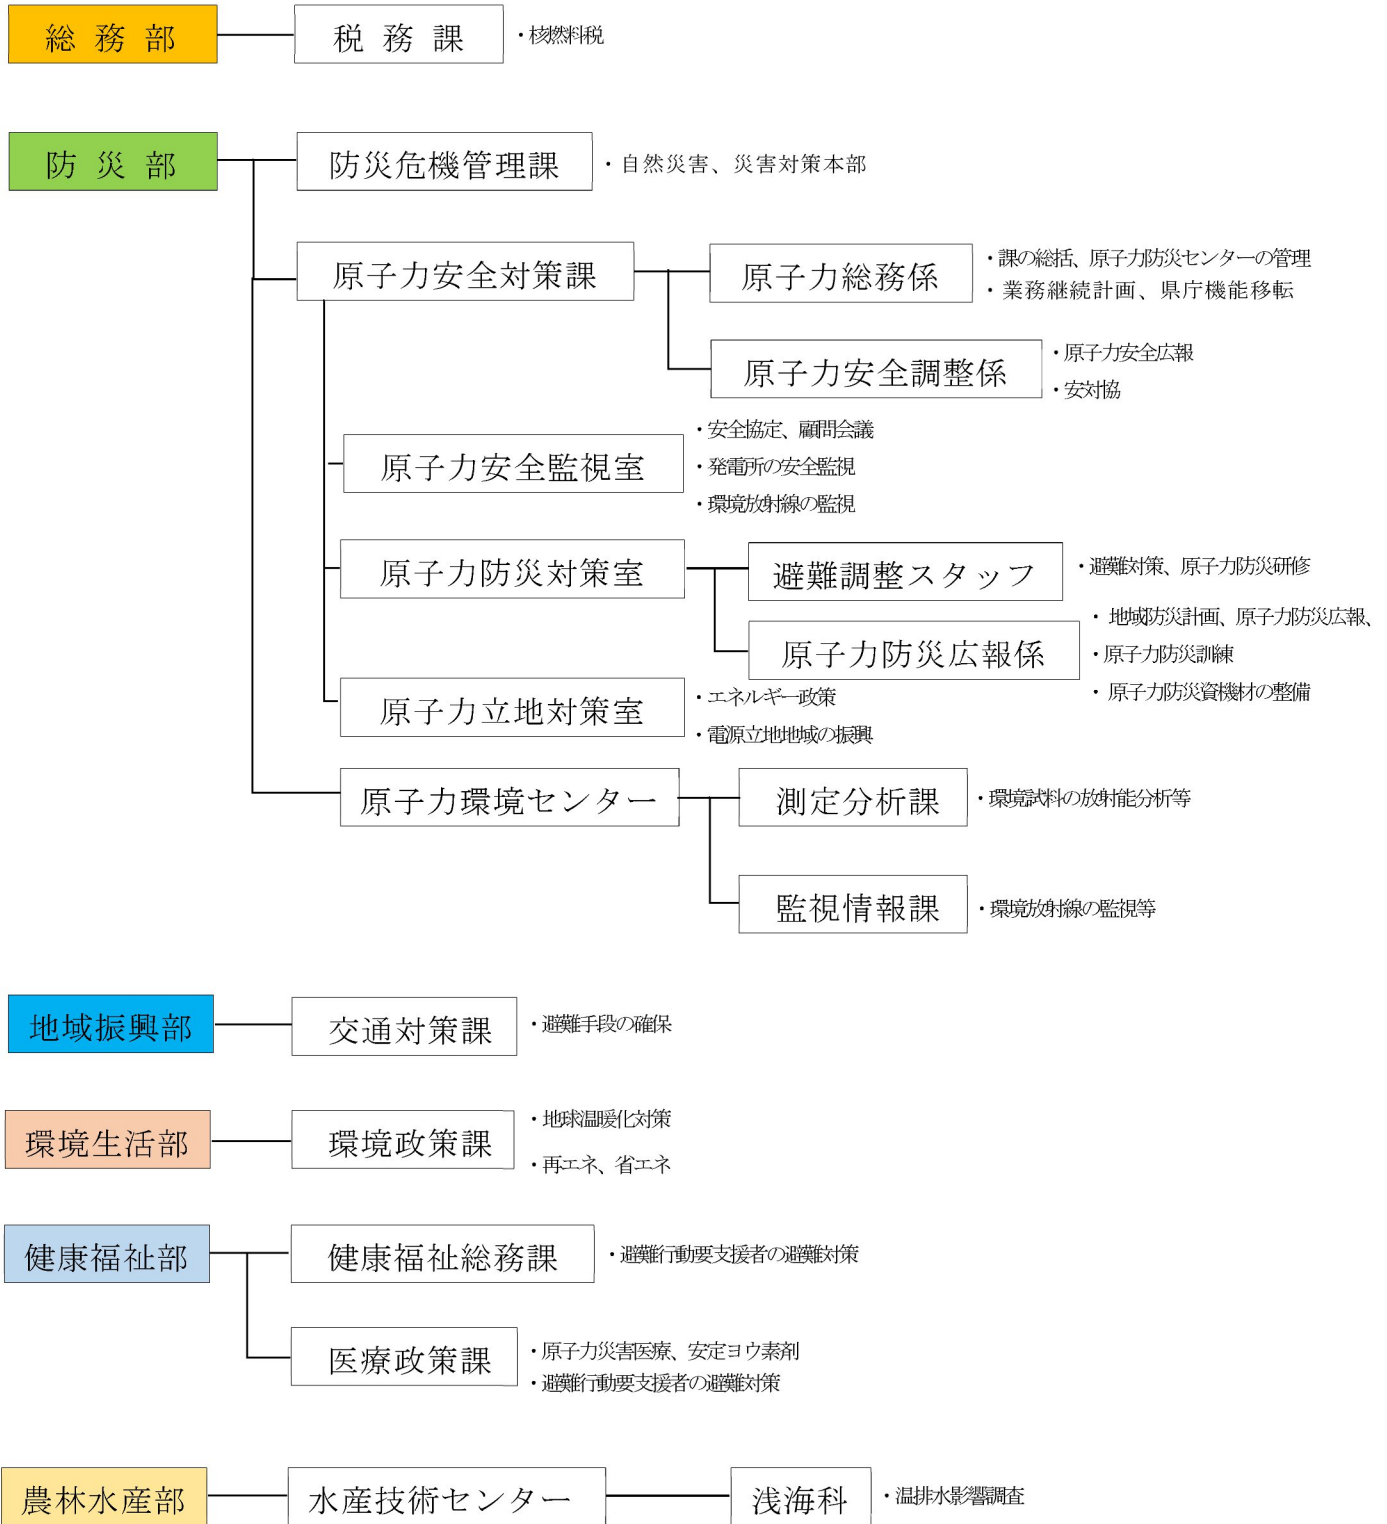 総務部
税務課
・核燃料税
防災部
防災危機管理課
・自然災害、災害対策本部
原子力安全対策課
原子力総務係
・課の総括、原子力防災センターの管理
・業務継続計画、県庁機能移転
原子力安全調整係
・原子力安全広報
・安対協
原子力安全監視室
・安全協定、顧問会議
・発電所の安全監視
・環境放射線の監視
原子力防災対策室
避難調整スタッフ
・避難対策、原子力防災研修
原子力防災広報係
・地域防災計画、原子力防災広報、
・原子力防災訓練
・原子力防災資機材の整備
原子力立地対策室
・エネルギー政策
・電源立地地域の振興
原子力環境センター
測定分析課
・環境試料の放射能分析等
監視情報課
・環境放射線の監視等
地域振興部
交通対策課
・避難手段の確保
環境生活部
環境政策課
・地球温暖化対策
・再エネ、省エネ
健康福祉部
健康福祉総務課
・避難行動要支援者の避難対策
医療政策課
・原子力災害医療、安定ヨウ素剤
・避難行動要支援者の避難対策
農林水産部
水産技術センター
浅海科
・温排水影響調査